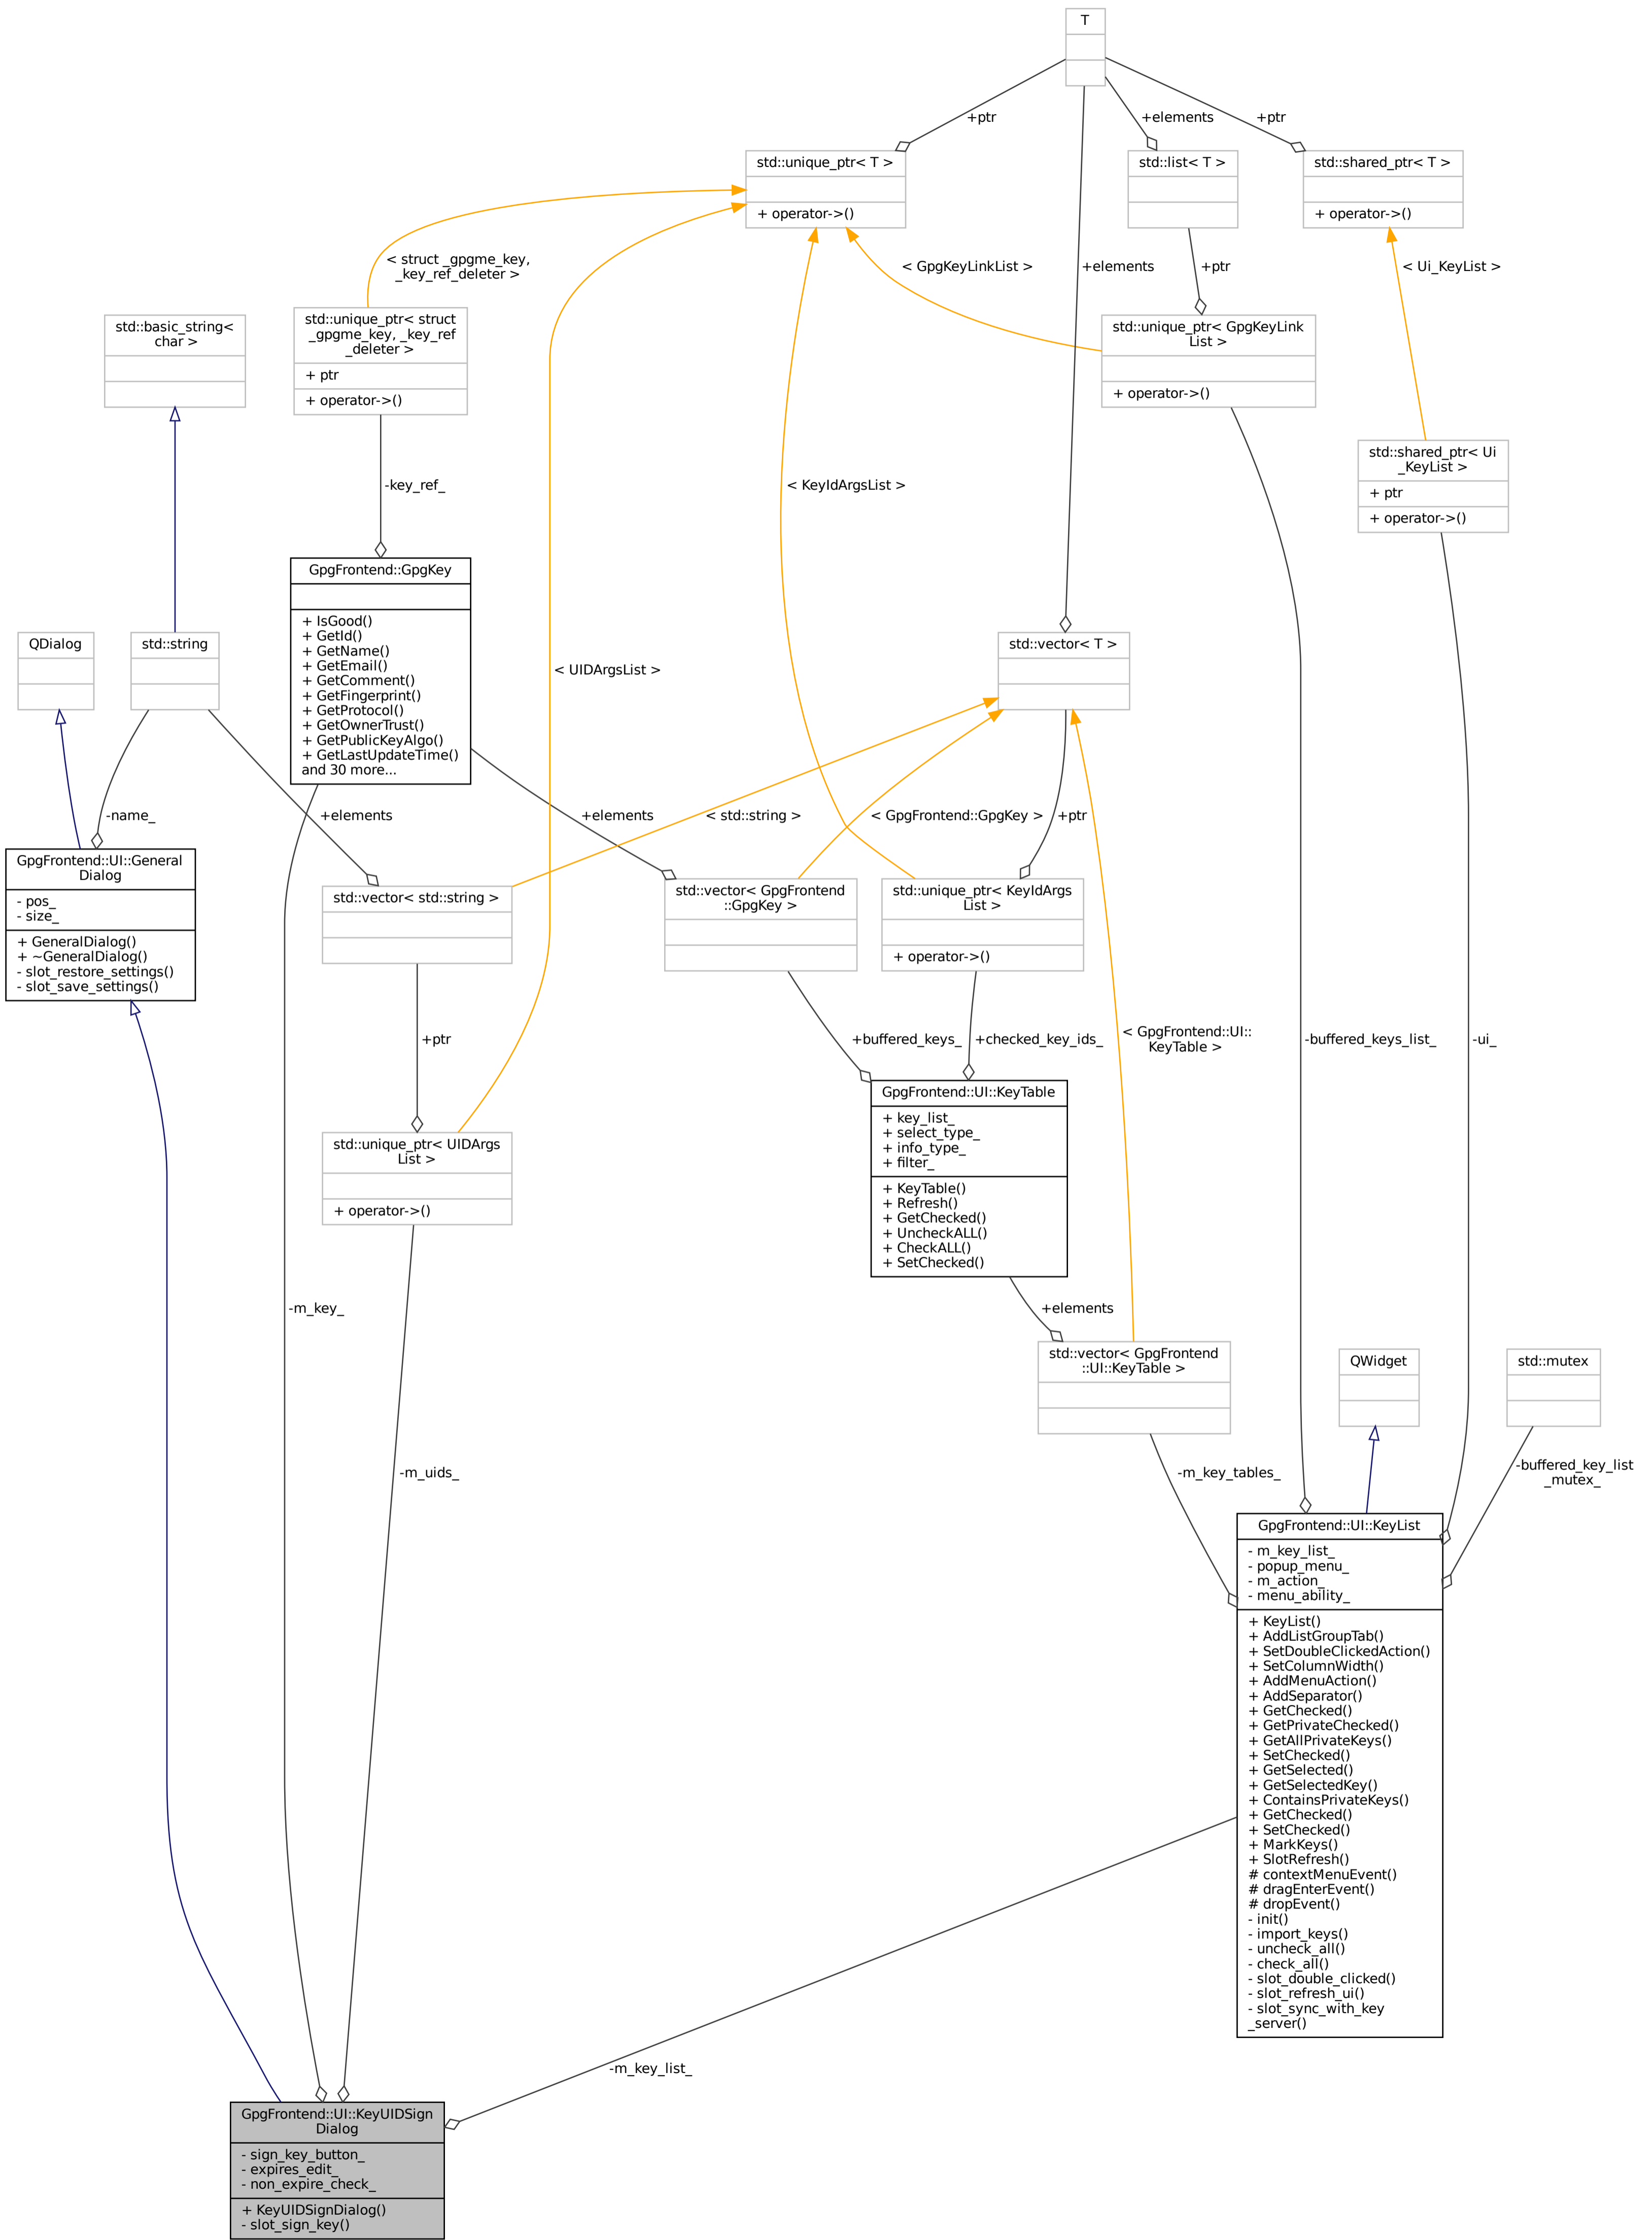 T
+ptr
+elements
+ptr
std::unique_ptr< T >
+ operator->()
std::list< T >
std::shared_ptr< T >
+ operator->()
< struct _gpgme_key,
_key_ref_deleter >
< GpgKeyLinkList >
+elements
+ptr
< Ui_KeyList >
std::basic_string<
char >
std::unique_ptr< struct
_gpgme_key, _key_ref
_deleter >
+ ptr
+ operator->()
std::unique_ptr< GpgKeyLink
List >
+ operator->()
std::shared_ptr< Ui
_KeyList >
+ ptr
+ operator->()
-key_ref_
< KeyIdArgsList >
GpgFrontend::GpgKey
+ IsGood()
+ GetId()
+ GetName()
+ GetEmail()
+ GetComment()
+ GetFingerprint()
+ GetProtocol()
+ GetOwnerTrust()
+ GetPublicKeyAlgo()
+ GetLastUpdateTime()
and 30 more...
QDialog
std::string
< UIDArgsList >
std::vector< T >
-name_
+elements
+elements
< std::string >
< GpgFrontend::GpgKey >
+ptr
GpgFrontend::UI::General
Dialog
- pos_
- size_
+ GeneralDialog()
+ ~GeneralDialog()
- slot_restore_settings()
- slot_save_settings()
std::vector< std::string >
std::vector< GpgFrontend
::GpgKey >
std::unique_ptr< KeyIdArgs
List >
+ operator->()
+ptr
+buffered_keys_
+checked_key_ids_
< GpgFrontend::UI::
KeyTable >
-buffered_keys_list_
-ui_
GpgFrontend::UI::KeyTable
+ key_list_
+ select_type_
+ info_type_
+ filter_
+ KeyTable()
+ Refresh()
+ GetChecked()
+ UncheckALL()
+ CheckALL()
+ SetChecked()
std::unique_ptr< UIDArgs
List >
+ operator->()
-m_key_
+elements
std::vector< GpgFrontend
::UI::KeyTable >
QWidget
std::mutex
-m_uids_
-m_key_tables_
-buffered_key_list
_mutex_
GpgFrontend::UI::KeyList
- m_key_list_
- popup_menu_
- m_action_
- menu_ability_
+ KeyList()
+ AddListGroupTab()
+ SetDoubleClickedAction()
+ SetColumnWidth()
+ AddMenuAction()
+ AddSeparator()
+ GetChecked()
+ GetPrivateChecked()
+ GetAllPrivateKeys()
+ SetChecked()
+ GetSelected()
+ GetSelectedKey()
+ ContainsPrivateKeys()
+ GetChecked()
+ SetChecked()
+ MarkKeys()
+ SlotRefresh()
# contextMenuEvent()
# dragEnterEvent()
# dropEvent()
- init()
- import_keys()
- uncheck_all()
- check_all()
- slot_double_clicked()
- slot_refresh_ui()
- slot_sync_with_key
_server()
-m_key_list_
GpgFrontend::UI::KeyUIDSign
Dialog
- sign_key_button_
- expires_edit_
- non_expire_check_
+ KeyUIDSignDialog()
- slot_sign_key()